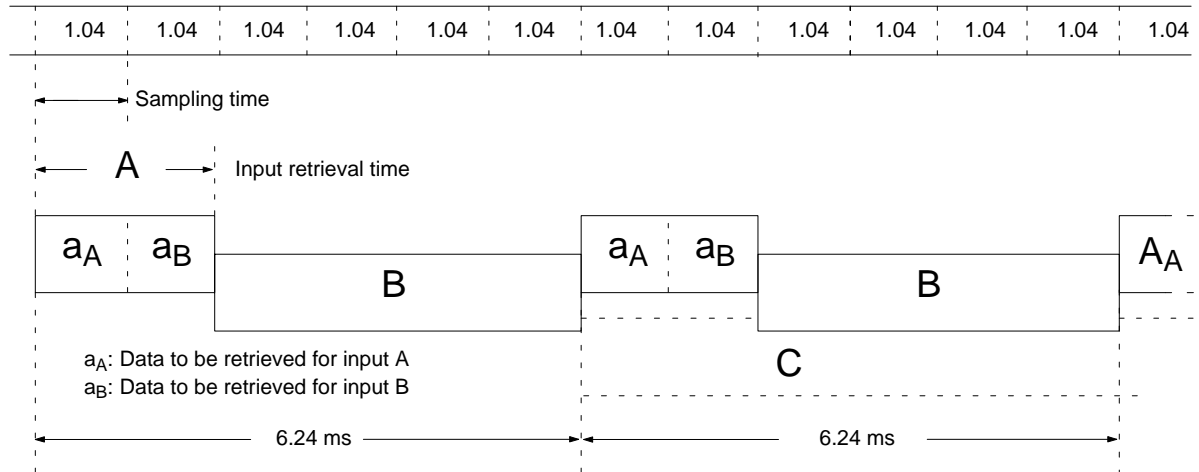 1.04 1.04 1.04 1.04 1.04 1.04 1.04 1.04 1.04 1.04 1.04 1.04 1.04
Sampling time
A Input retrieval time
aA aB B aA aB B AA
aA: Data to be retrieved for input A
aB: Data to be retrieved for input B
C
6.24 ms 6.24 ms